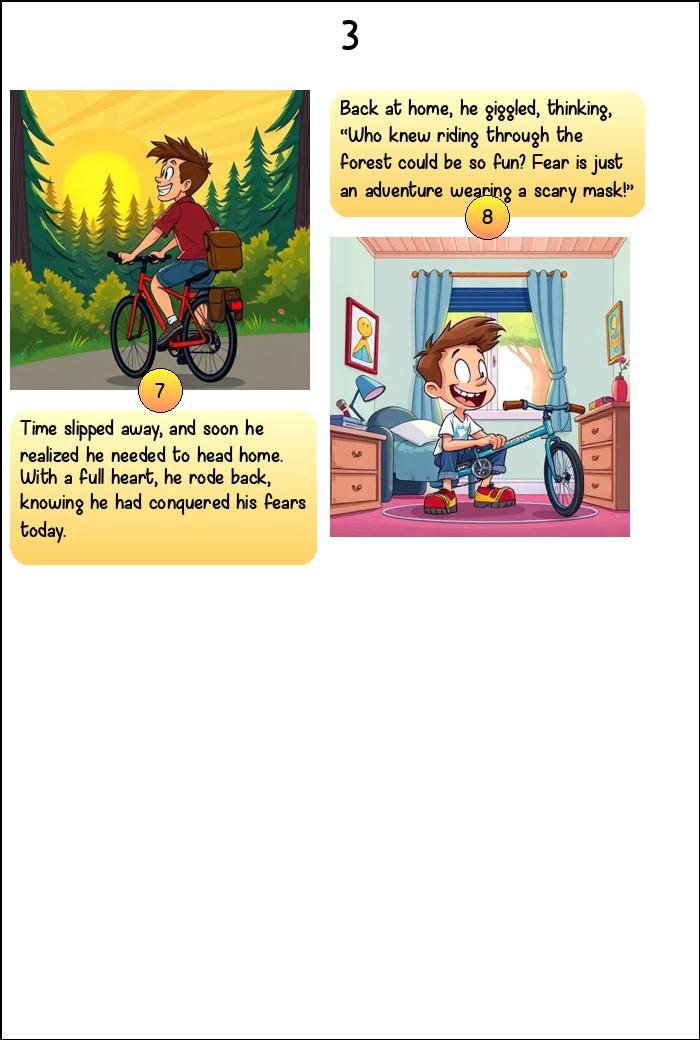 3
7
Time slipped away, and soon he
realized he needed to head home.
With a full heart, he rode back,
knowing he had conquered his fears
today.
Back at home, he giggled, thinking,
“Who knew riding through the
forest could be so fun? Fear is just
an adventure wearing a scary mask!”
8